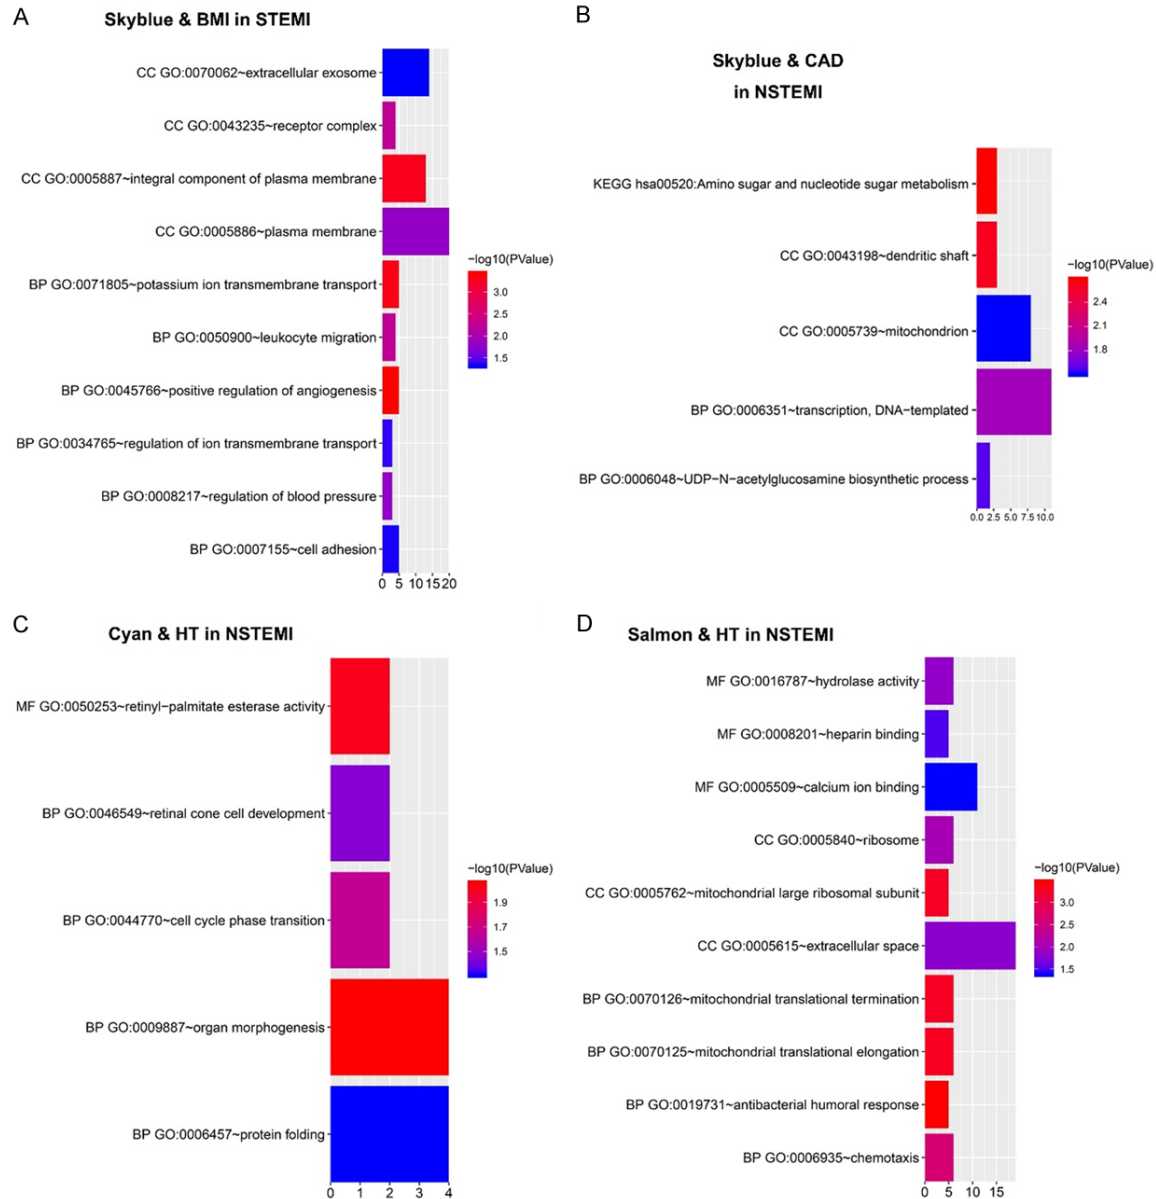 A
Skyblue & BMI in STEMI
CC GO:0070062~extracellular exosome
CC GO:0043235~receptor complex
CC GO:0005887~integral component of plasma membrane
CC GO:0005886~plasma membrane
BP GO:0071805~potassium ion transmembrane transport
BP GO:0050900~leukocyte migration
BP GO:0045766~positive regulation of angiogenesis
BP GO:0034765~regulation of ion transmembrane transport
BP GO:0008217~regulation of blood pressure
BP GO:0007155~cell adhesion
0 5 10 15 20
−log10(PValue)
3.0
2.5
2.0
1.5
B
Skyblue & CAD
in NSTEMI
KEGG hsa00520:Amino sugar and nucleotide sugar metabolism
CC GO:0043198~dendritic shaft
CC GO:0005739~mitochondrion
BP GO:0006351~transcription, DNA−templated
BP GO:0006048~UDP−N−acetylglucosamine biosynthetic process
0.0 2.5 5.0 7.5 10.0
−log10(PValue)
2.4
2.1
1.8
C
Cyan & HT in NSTEMI
MF GO:0050253~retinyl−palmitate esterase activity
BP GO:0046549~retinal cone cell development
BP GO:0044770~cell cycle phase transition
BP GO:0009887~organ morphogenesis
BP GO:0006457~protein folding
0 1 2 3 4
−log10(PValue)
1.9
1.7
1.5
D
Salmon & HT in NSTEMI
MF GO:0016787~hydrolase activity
MF GO:0008201~heparin binding
MF GO:0005509~calcium ion binding
CC GO:0005840~ribosome
CC GO:0005762~mitochondrial large ribosomal subunit
CC GO:0005615~extracellular space
BP GO:0070126~mitochondrial translational termination
BP GO:0070125~mitochondrial translational elongation
BP GO:0019731~antibacterial humoral response
BP GO:0006935~chemotaxis
0 5 10 15
−log10(PValue)
3.0
2.5
2.0
1.5